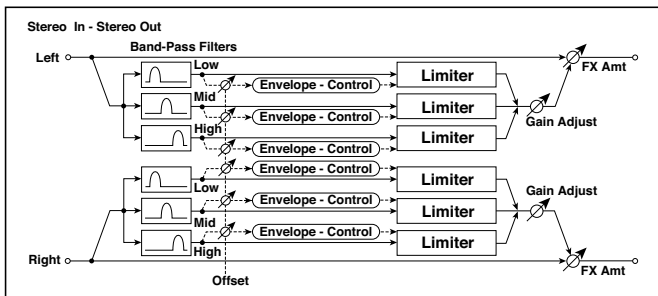 Stereo In - Stereo Out
Band-Pass Filters
Left
Low
FX Amt
Envelope - Control
Limiter
Mid
Envelope - Control
Limiter
High
Gain Adjust
Envelope - Control
Limiter
Envelope - Control
Limiter
Low
Gain Adjust
Envelope - Control
Limiter
Mid
Envelope - Control
Limiter
High
Right
FX Amt
Offset